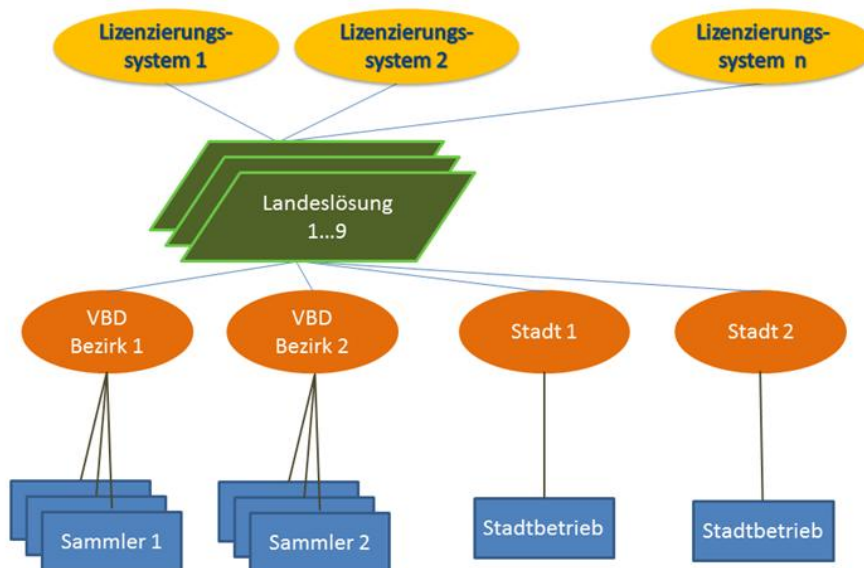 Lizenzierungs-
system 1
Lizenzierungs-
system 2
Lizenzierungs-
system n
Landeslösung
1...9
VBD
Bezirk 1
VBD
Bezirk 2
Stadt 1
Stadt 2
Sammler 1
Sammler 2
Stadtbetrieb
Stadtbetrieb